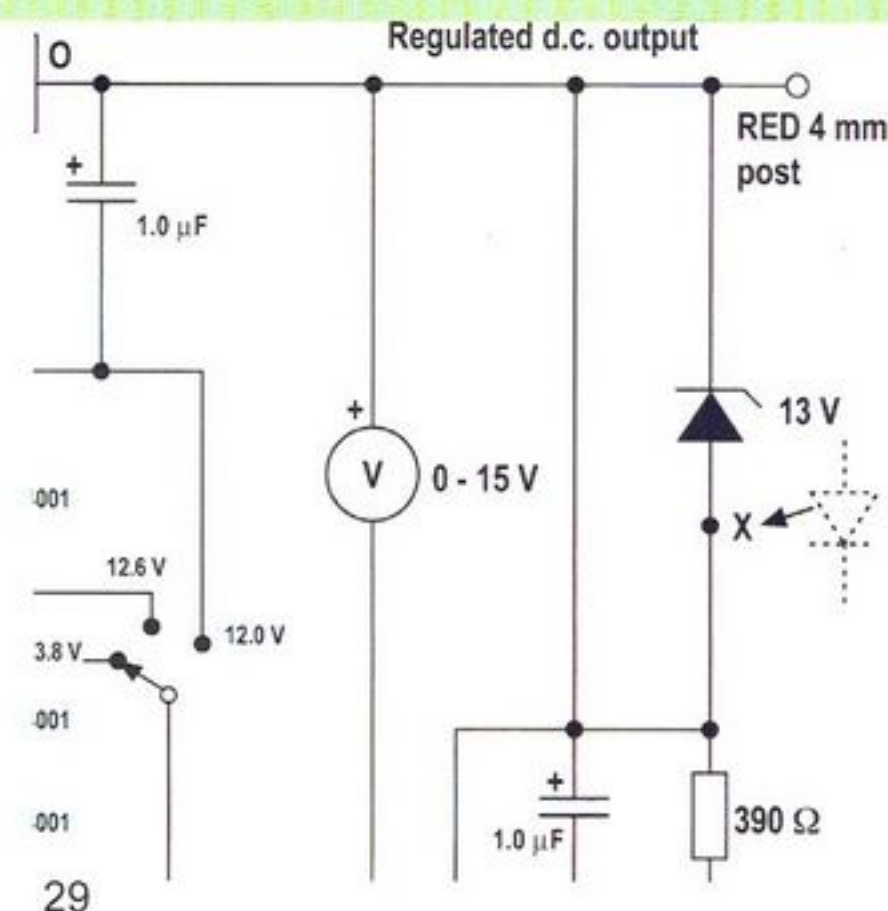 Regulated d.c. output
O
RED 4 mm
post
+
1.0 µF
+
V
0 - 15 V
13 V
X
-001
12.6 V
12.0 V
3.8 V
-001
+
1.0 µF
390 Ω
-001
29